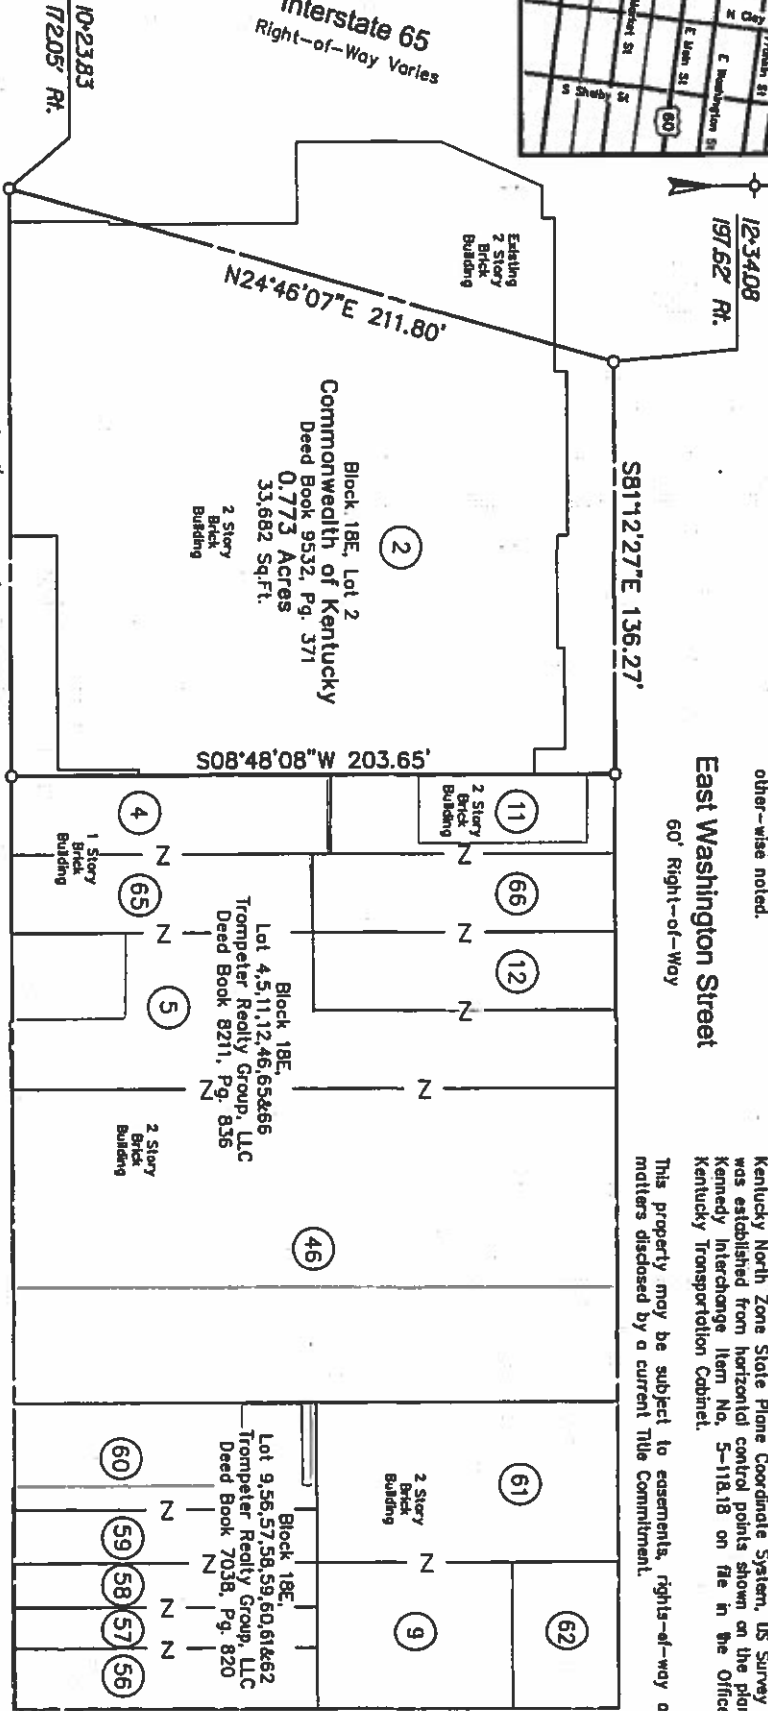 Interstate 65
Right-of-Way Varies
10+23.83
172.05' Rt.
N Clay
Market St
E Main St
E Washington St
S Shelby St
60
12+34.08
197.62' Rt.
other-wise noted.
East Washington Street
60' Right-of-Way
Kentucky North Zone State Plane Coordinate System, US Survey
was established from horizontal control points shown on the
Kennedy Interchange Item No. 5-118.18 on file in the Office
Kentucky Transportation Cabinet.
This property may be subject to easements, rights-of-way
matters disclosed by a current Title Commitment.
Existing
2 Story
Brick
Building
N24°46'07"E 211.80'
S81°12'27"E 136.27'
2
Block 18E, Lot 2
Commonwealth of Kentucky
Deed Book 9532, Pg. 371
0.773 Acres
33,682 Sq.Ft.
2 Story
Brick
Building
S08°48'08"W 203.65'
11
2 Story
Brick
Building
4
1 Story
Brick
Building
66
65
12
5
Z
Z
Z
Z
Z
Z
Z
Block 18E,
Lot 4,5,11,12,46,65&66
Trompeter Realty Group, LLC
Deed Book 8211, Pg. 836
2 Story
Brick
Building
46
61
2 Story
Brick
Building
60
Block 18E,
Lot 9,56,57,58,59,60,61&62
Trompeter Realty Group, LLC
Deed Book 7038, Pg. 820
62
9
59
58
57
56
Z
Z
Z
Z
Z